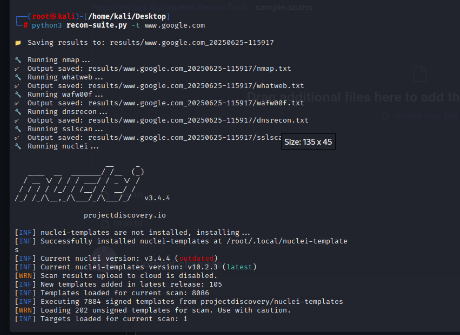 ┌──(root㉿kali)-[/home/kali/Desktop]
└─# python3 recon-suite.py -t www.google.com
📁 Saving results to: results/www.google.com_20250625-115917
🔧 Running nmap...
✅ Output saved: results/www.google.com_20250625-115917/nmap.txt
🔧 Running whatweb...
✅ Output saved: results/www.google.com_20250625-115917/whatweb.txt
🔧 Running wafw00f...
✅ Output saved: results/www.google.com_20250625-115917/wafw00f.txt
🔧 Running dnsrecon...
✅ Output saved: results/www.google.com_20250625-115917/dnsrecon.txt
🔧 Running sslscan...
✅ Output saved: results/www.google.com_20250625-115917/sslsca
Size: 135 x 45
🔧 Running nuclei...
nuclei v3.4.4
projectdiscovery.io
[INF] nuclei-templates are not installed, installing...
[INF] Successfully installed nuclei-templates at /root/.local/nuclei-template
s
[INF] Current nuclei version: v3.4.4 (outdated)
[INF] Current nuclei-templates version: v10.2.3 (latest)
[WRN] Scan results upload to cloud is disabled.
[INF] New templates added in latest release: 105
[INF] Templates loaded for current scan: 8086
[INF] Executing 7884 signed templates from projectdiscovery/nuclei-templates
[WRN] Loading 202 unsigned templates for scan. Use with caution.
[INF] Targets loaded for current scan: 1